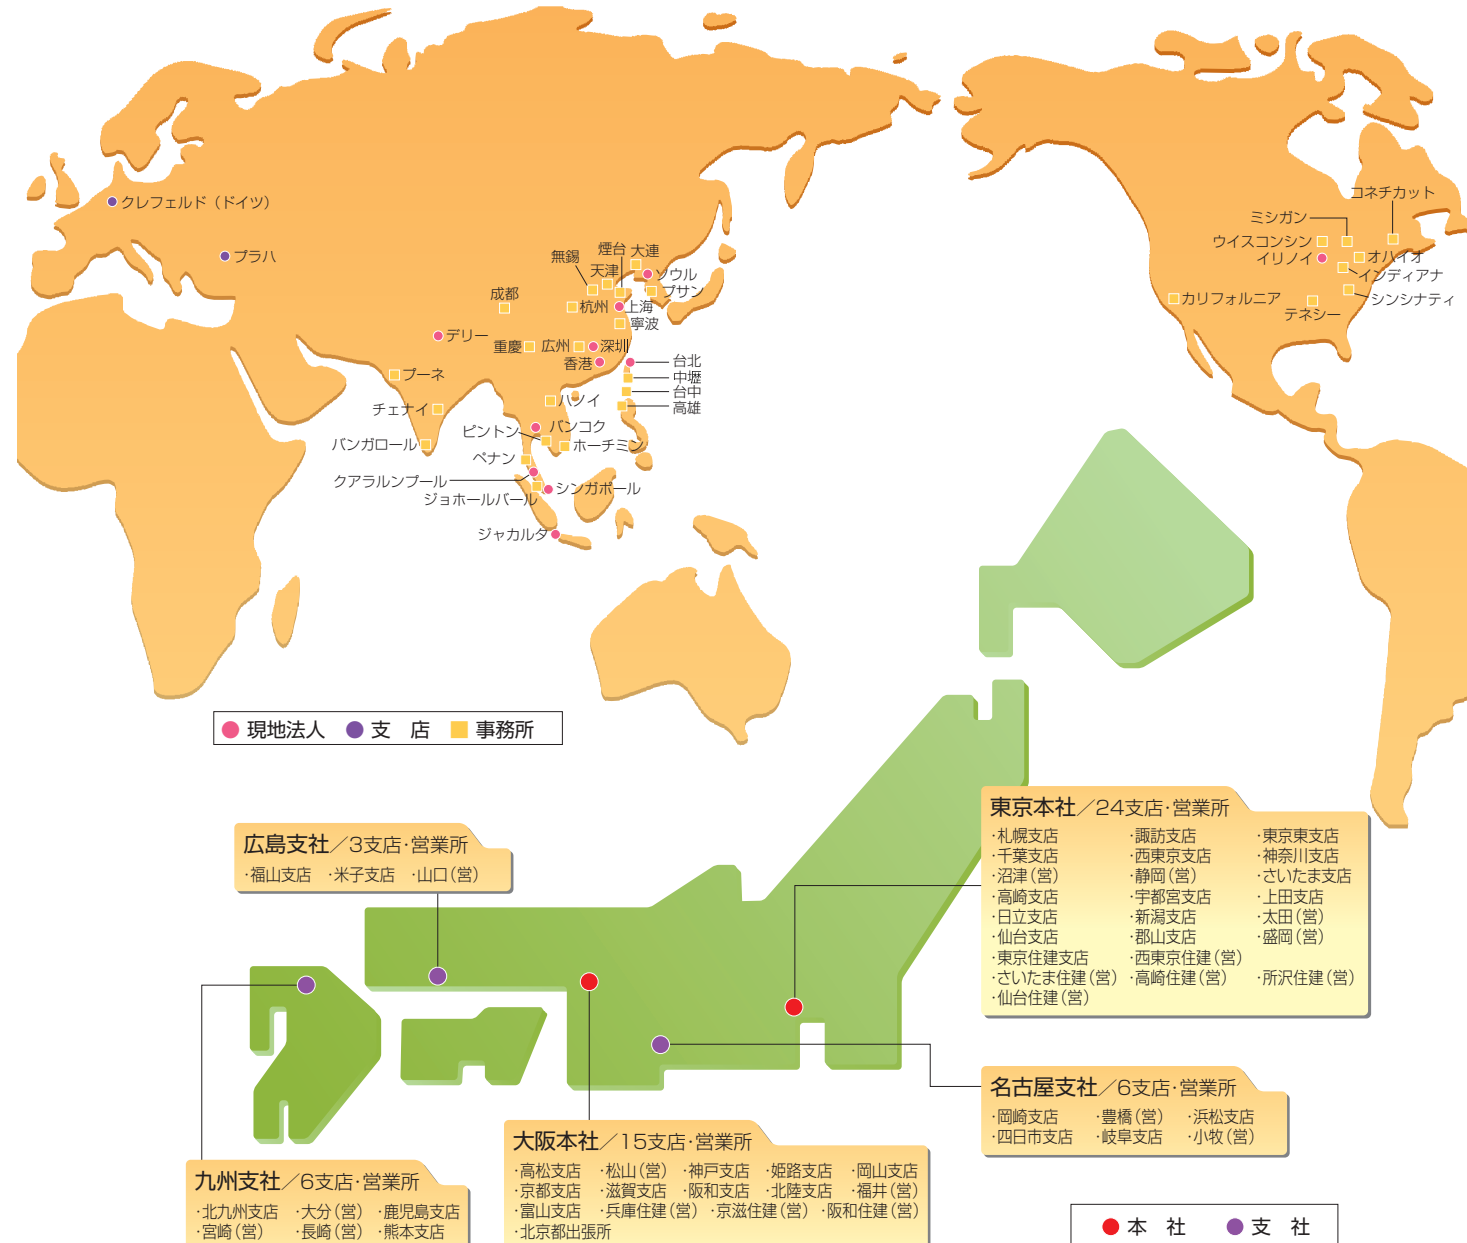 クレフェルド（ドイツ）
プラハ
無錫
煙台
大連
天津
ソウル
プサン
成都
杭州
上海
寧波
デリー
重慶
広州
深圳
香港
台北
中壢
台中
高雄
プーネ
チェナイ
バンガロール
ハノイ
バンコク
ピントン
ホーチミン
ペナン
クアラルンプール
ジョホールバール
シンガポール
ジャカルタ
コネチカット
ミシガン
ウイスコンシン
イリノイ
オハイオ
インディアナ
シンシナティ
カリフォルニア
テネシー
現地法人 支　店 事務所
東京本社／24支店・営業所
・札幌支店 ・諏訪支店 ・東京東支店
・千葉支店 ・西東京支店 ・神奈川支店
・沼津（営） ・静岡（営） ・さいたま支店
・高崎支店 ・宇都宮支店 ・上田支店
・日立支店 ・新潟支店 ・太田（営）
・仙台支店 ・郡山支店 ・盛岡（営）
・東京住建支店 ・西東京住建（営）
・さいたま住建（営） ・高崎住建（営） ・所沢住建（営）
・仙台住建（営）
広島支社／3支店・営業所
・福山支店 ・米子支店 ・山口（営）
名古屋支社／6支店・営業所
・岡崎支店 ・豊橋（営） ・浜松支店
・四日市支店 ・岐阜支店 ・小牧（営）
大阪本社／15支店・営業所
・高松支店 ・松山（営） ・神戸支店 ・姫路支店 ・岡山支店
・京都支店 ・滋賀支店 ・阪和支店 ・北陸支店 ・福井（営）
・富山支店 ・兵庫住建（営） ・京滋住建（営） ・阪和住建（営）
・北京都出張所
九州支社／6支店・営業所
・北九州支店 ・大分（営） ・鹿児島支店
・宮崎（営） ・長崎（営） ・熊本支店
本　社 支　社